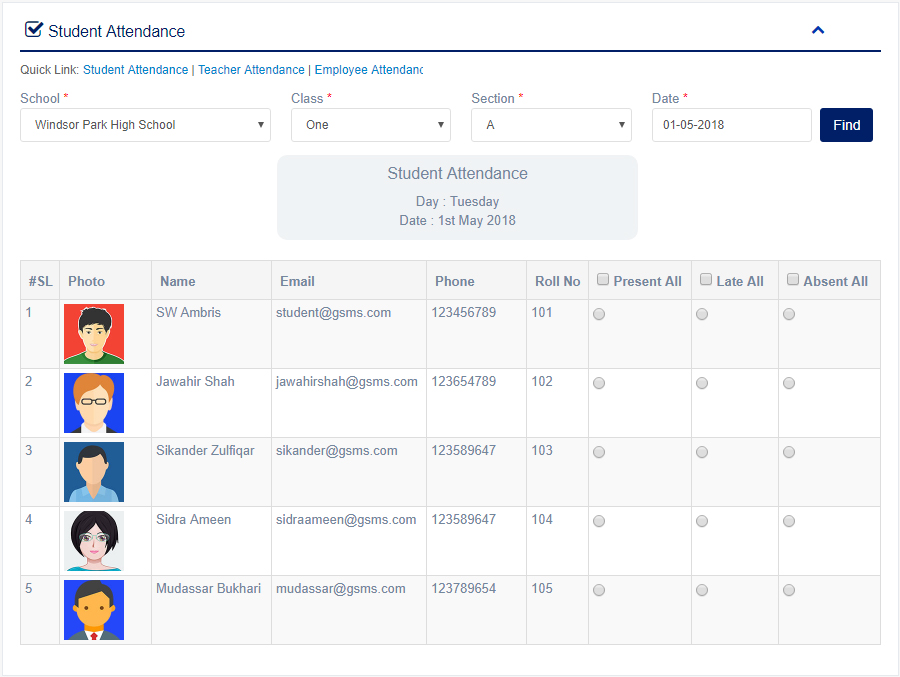 Student Attendance
Quick Link: Student Attendance | Teacher Attendance | Employee Attendanc
School * Class * Section * Date *
Windsor Park High School One A 01-05-2018 Find
Student Attendance
Day : Tuesday
Date : 1st May 2018
#SL Photo Name Email Phone Roll No Present All Late All Absent All
1 SW Ambris student@gsms.com 123456789 101
2 Jawahir Shah jawahirshah@gsms.com 123654789 102
3 Sikander Zulfiqar sikander@gsms.com 123589647 103
4 Sidra Ameen sidraameen@gsms.com 123589647 104
5 Mudassar Bukhari mudassar@gsms.com 123789654 105